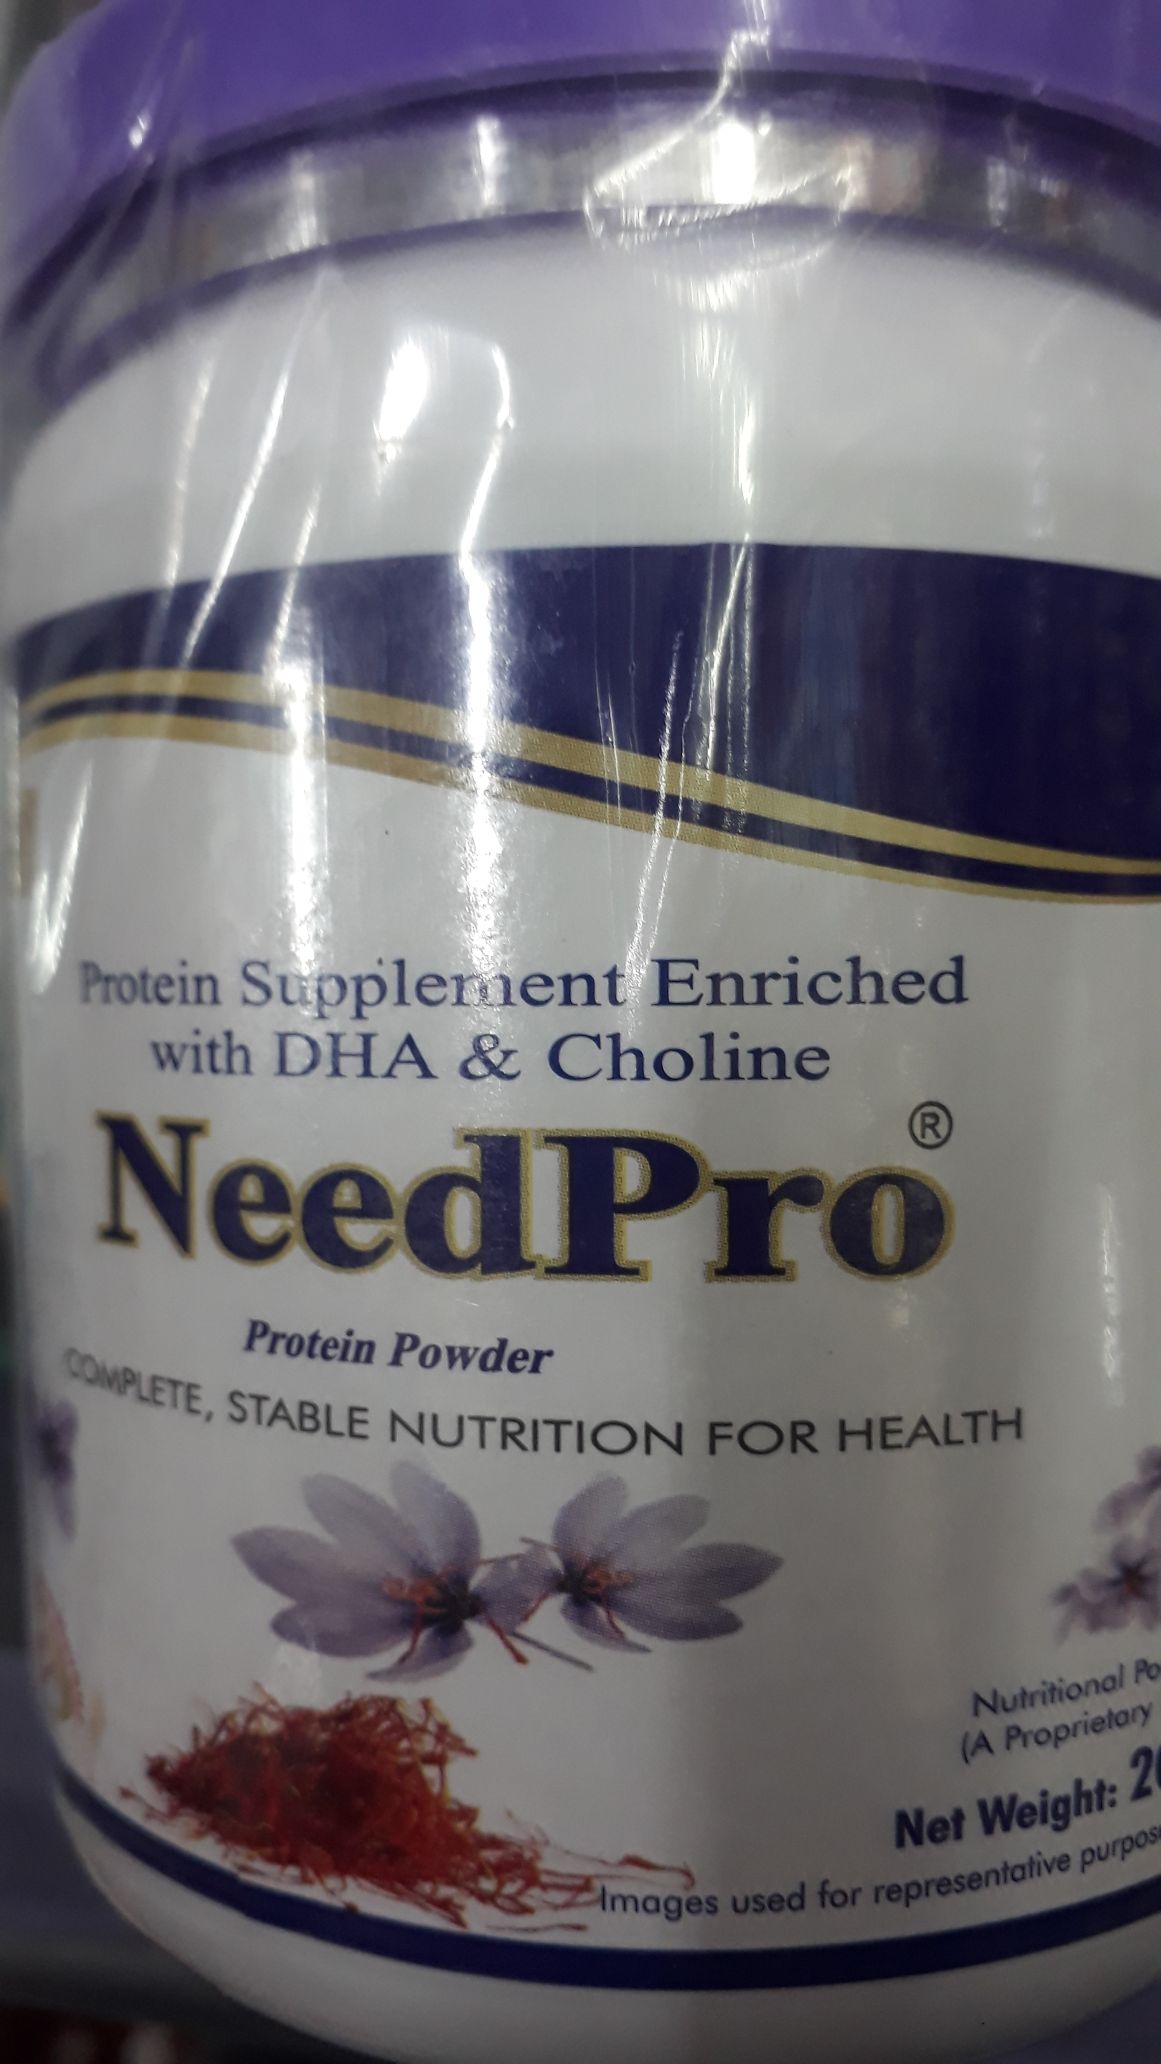 Protein Supplement Enriched
with DHA & Choline
NeedPro®
Protein Powder
COMPLETE, STABLE NUTRITION FOR HEALTH
Nutritional
(A Proprietary
Net Weight:
Images used for representative